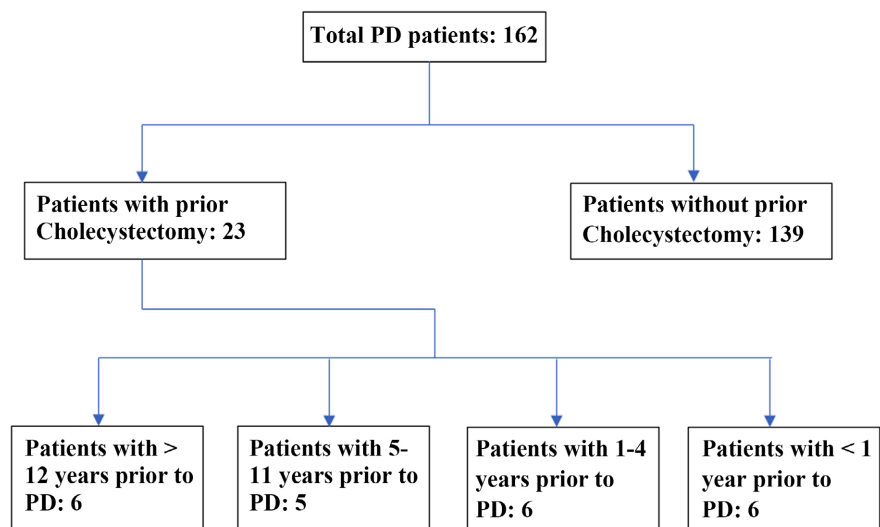 Total PD patients: 162
Patients with prior
Cholecystectomy: 23
Patients without prior
Cholecystectomy: 139
Patients with >
12 years prior to
PD: 6
Patients with 5-
11 years prior to
PD: 5
Patients with 1-4
years prior to
PD: 6
Patients with < 1
year prior to
PD: 6